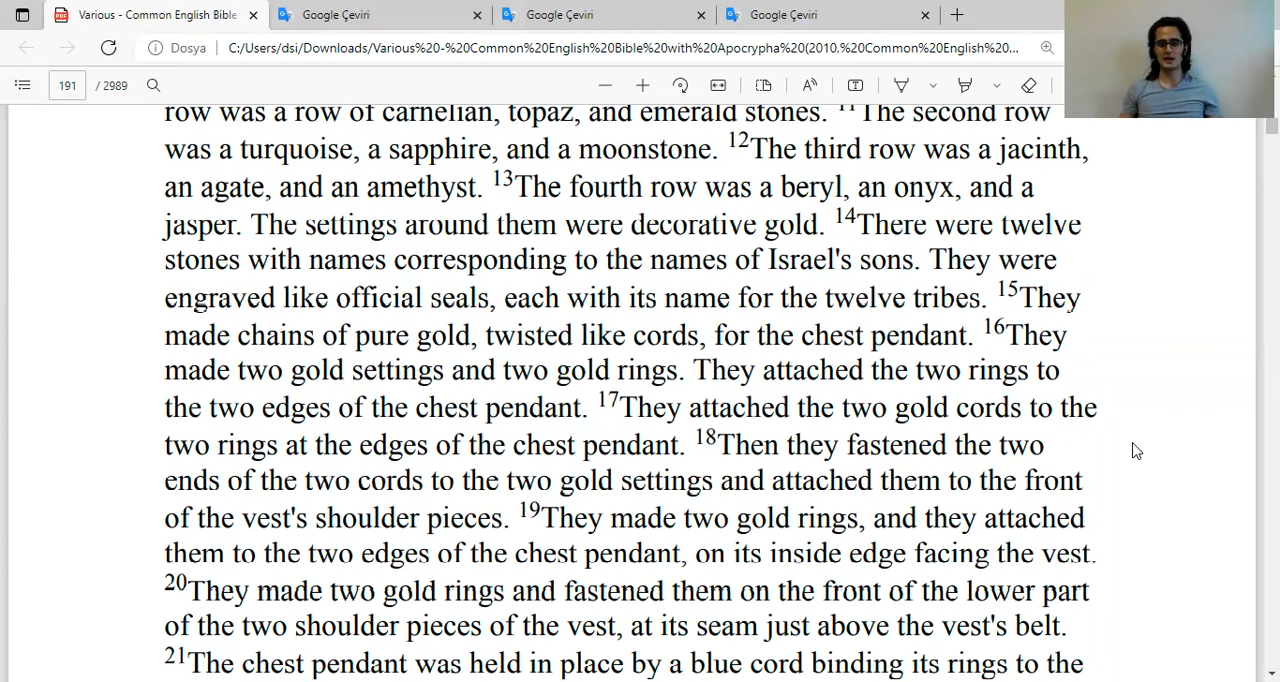 Various - Common English Bible
Google Çeviri
Google Çeviri
Google Çeviri
Dosya
C:/Users/dsi/Downloads/Various%20-%20Common%20English%20Bible%20with%20Apocrypha%20(2010.%20Common%20English%20...
191 / 2989
row was a row of carnelian, topaz, and emerald stones. 11The second row
was a turquoise, a sapphire, and a moonstone. 12The third row was a jacinth,
an agate, and an amethyst. 13The fourth row was a beryl, an onyx, and a
jasper. The settings around them were decorative gold. 14There were twelve
stones with names corresponding to the names of Israel's sons. They were
engraved like official seals, each with its name for the twelve tribes. 15They
made chains of pure gold, twisted like cords, for the chest pendant. 16They
made two gold settings and two gold rings. They attached the two rings to
the two edges of the chest pendant. 17They attached the two gold cords to the
two rings at the edges of the chest pendant. 18Then they fastened the two
ends of the two cords to the two gold settings and attached them to the front
of the vest's shoulder pieces. 19They made two gold rings, and they attached
them to the two edges of the chest pendant, on its inside edge facing the vest.
20They made two gold rings and fastened them on the front of the lower part
of the two shoulder pieces of the vest, at its seam just above the vest's belt.
21The chest pendant was held in place by a blue cord binding its rings to the